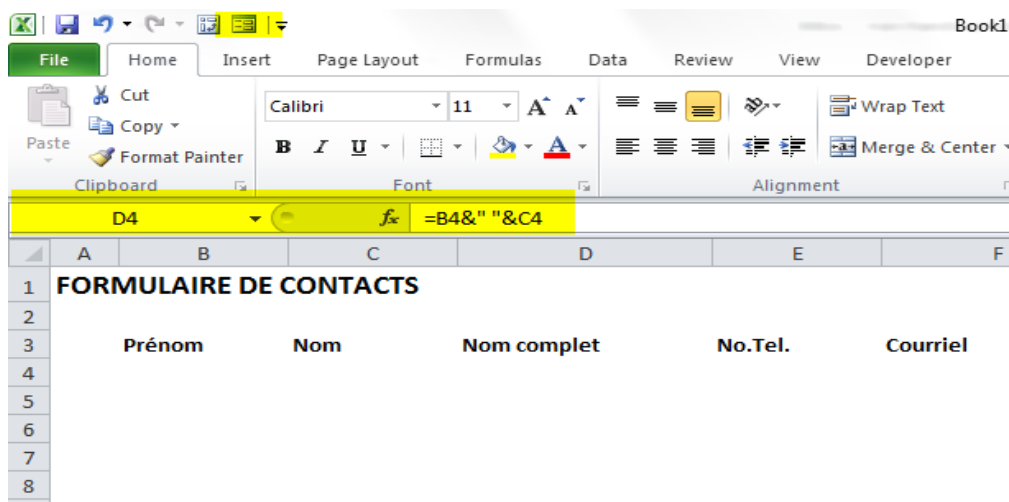 Book1
File Home Insert Page Layout Formulas Data Review View Developer
Paste
Cut
Copy
Format Painter
Calibri 11 A A
B I U A
Wrap Text
Merge & Center
Clipboard Font Alignment
D4 fx =B4&" "&C4
A B C D E F
1 FORMULAIRE DE CONTACTS
2
3 Prénom Nom Nom complet No.Tel. Courriel
4
5
6
7
8